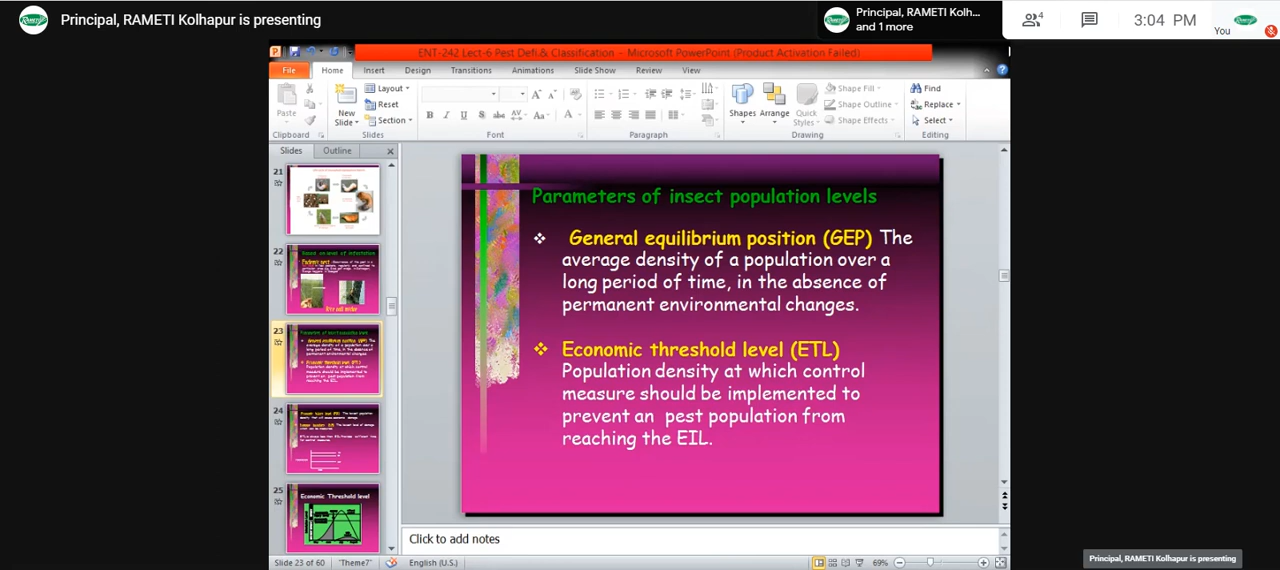 Principal, RAMETI Kolhapur is presenting
Principal, RAMETI Kolh...
and 1 more
4
3:04 PM
You
ENT-242 Lect-6 Pest Defi & Classification - Microsoft PowerPoint (Product Activation Failed)
File Home Insert Design Transitions Animations Slide Show Review View
Paste
New
Slide
Layout
Reset
Section
Shapes
Arrange
Quick
Styles
Shape Fill
Shape Outline
Shape Effects
Find
Replace
Select
Clipboard Slides Font Paragraph Drawing Editing
Slides Outline
21
22
23
24
25
Economic Threshold level
Parameters of insect population levels
General equilibrium position (GEP) The
average density of a population over a
long period of time, in the absence of
permanent environmental changes.
Economic threshold level (ETL)
Population density at which control
measure should be implemented to
prevent an pest population from
reaching the EIL.
Click to add notes
Slide 23 of 60 "Theme7" English (U.S.) 69%
Principal, RAMETI Kolhapur is presenting